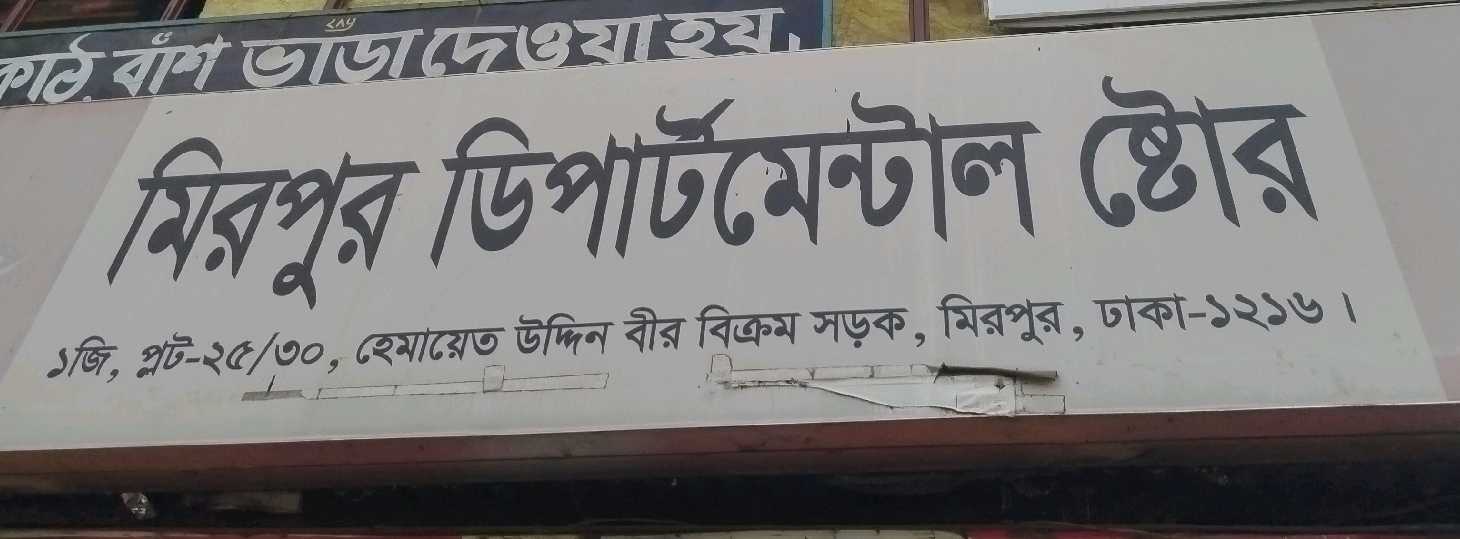 কাঠ, বাঁশ ভাড়া দেওয়া হয়।
মিরপুর ডিপার্টমেন্টাল ষ্টোর
১জি, প্লট-২৫/৩০, হেমায়েত উদ্দিন বীর বিক্রম সড়ক, মিরপুর, ঢাকা-১২১৬।